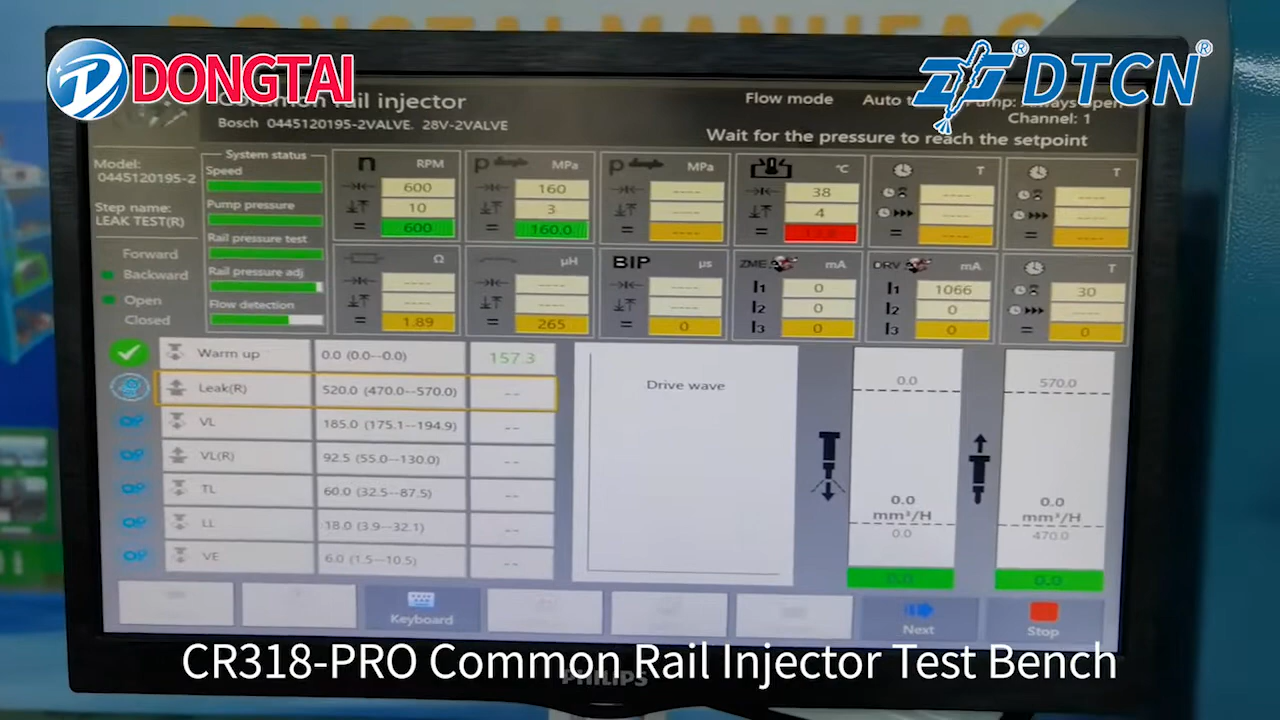 DONGTAI MANUFAC
DONGTAI
DTCN
Common rail injector
Bosch 0445120195-2VALVE. 28V-2VALVE
Flow mode
Channel: 1
Wait for the pressure to reach the setpoint
Model:
0445120195-2
Step name:
LEAK TEST(R)
Forward
Backward
Open
Closed
System status
Speed
Pump pressure
Rail pressure test
Rail pressure adj
Flow detection
n RPM
600
10
= 600
p MPa
160
3
= 160.0
p MPa
----
----
= ----
°C
38
4
=
T
----
----
= ----
T
----
----
= ----
Ω
----
----
= 1.89
µH
----
----
= 265
BIP µs
----
----
= 0
ZME mA
I1 0
I2 0
I3 0
DRV mA
I1 1066
I2 0
I3 0
T
30
----
= 0
Warm up 0.0 (0.0--0.0) 157.3
Leak(R) 520.0 (470.0--570.0) --
VL 185.0 (175.1--194.9) --
VL(R) 92.5 (55.0--130.0) --
TL 60.0 (32.5--87.5) --
LL 18.0 (3.9--32.1) --
VE 6.0 (1.5--10.5) --
Drive wave
0.0
0.0
mm³/H
0.0
0.0
570.0
0.0
mm³/H
470.0
0.0
Keyboard
Next
Stop
CR318-PRO Common Rail Injector Test Bench
PHILIPS